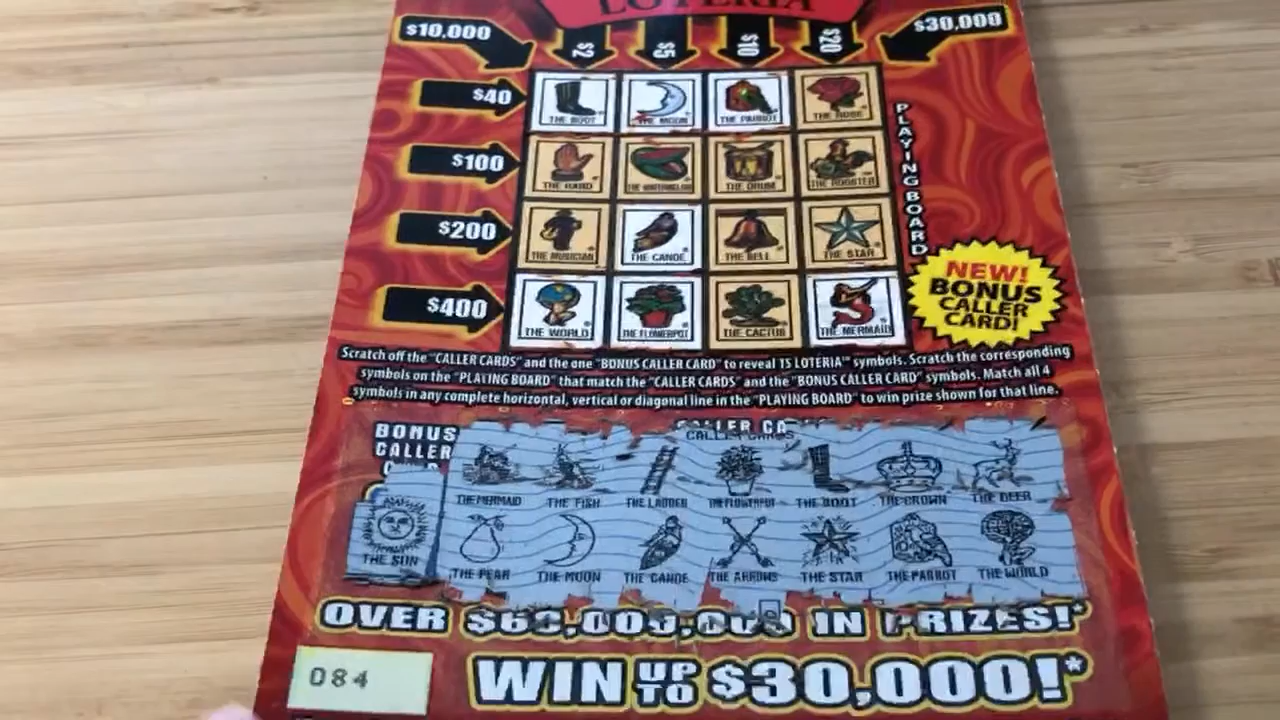 LOTERIA
$10,000 $2 $5 $10 $20 $30,000
$40 THE BOOT THE MOON THE PARROT THE ROSE
$100 THE HAND THE WATERMELON THE DRUM THE ROOSTER
$200 THE MUSICIAN THE CANOE THE BELL THE STAR
$400 THE WORLD THE FLOWERPOT THE CACTUS THE MERMAID
PLAYING BOARD
NEW!
BONUS
CALLER
CARD!
Scratch off the "CALLER CARDS" and the one "BONUS CALLER CARD" to reveal 15 LOTERIA™ symbols. Scratch the corresponding
symbols on the "PLAYING BOARD" that match the "CALLER CARDS" and the "BONUS CALLER CARD" symbols. Match all 4
symbols in any complete horizontal, vertical or diagonal line in the "PLAYING BOARD" to win prize shown for that line.
BONUS
CALLER
CALLER CARDS
THE MERMAID THE FISH THE LADDER THE FLOWERPOT THE BOOT THE CROWN THE DEER
THE SUN THE PEAR THE MOON THE CANOE THE ARROWS THE STAR THE PARROT THE WORLD
OVER IN PRIZES!*
084
WIN UP TO $30,000!*